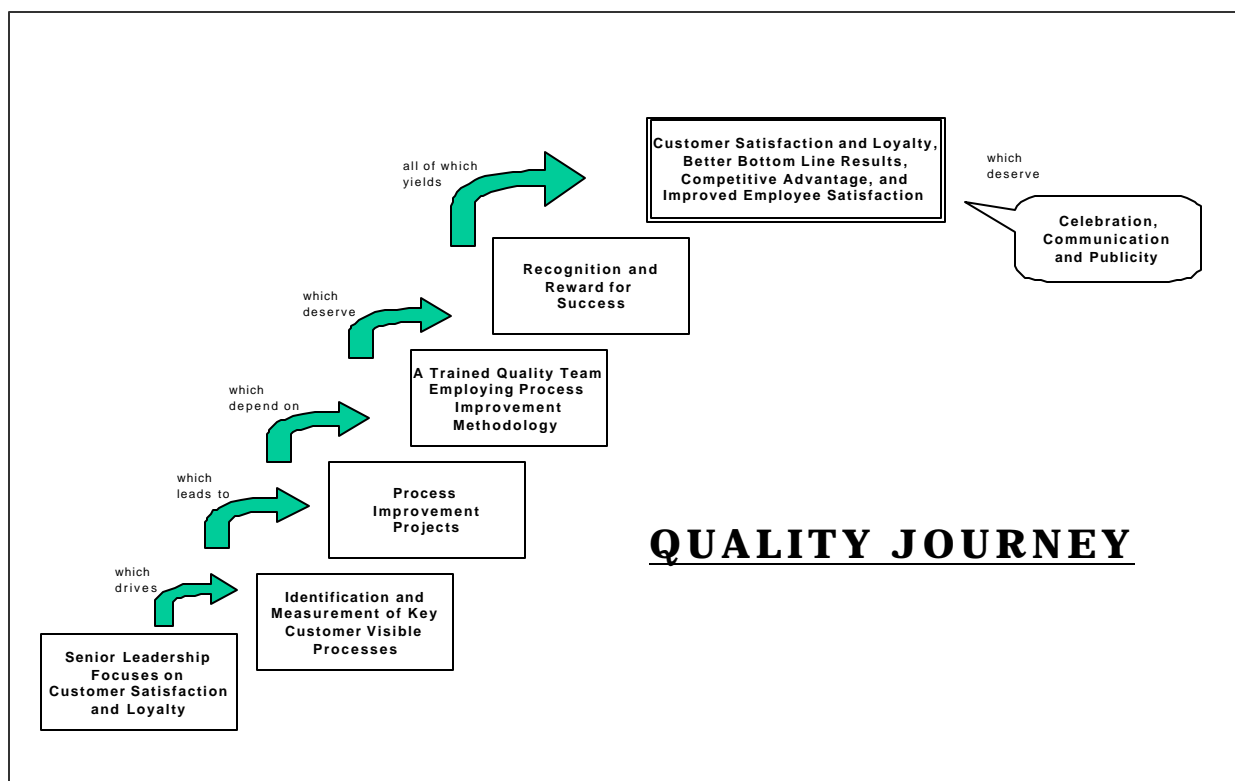 all of which
yields
Customer Satisfaction and Loyalty,
Better Bottom Line Results,
Competitive Advantage, and
Improved Employee Satisfaction
which
deserve
Celebration,
Communication
and Publicity
Recognition and
Reward for
Success
which
deserve
A Trained Quality Team
Employing Process
Improvement
Methodology
which
depend on
Process
Improvement
Projects
which
leads to
QUALITY JOURNEY
Identification and
Measurement of Key
Customer Visible
Processes
which
drives
Senior Leadership
Focuses on
Customer Satisfaction
and Loyalty